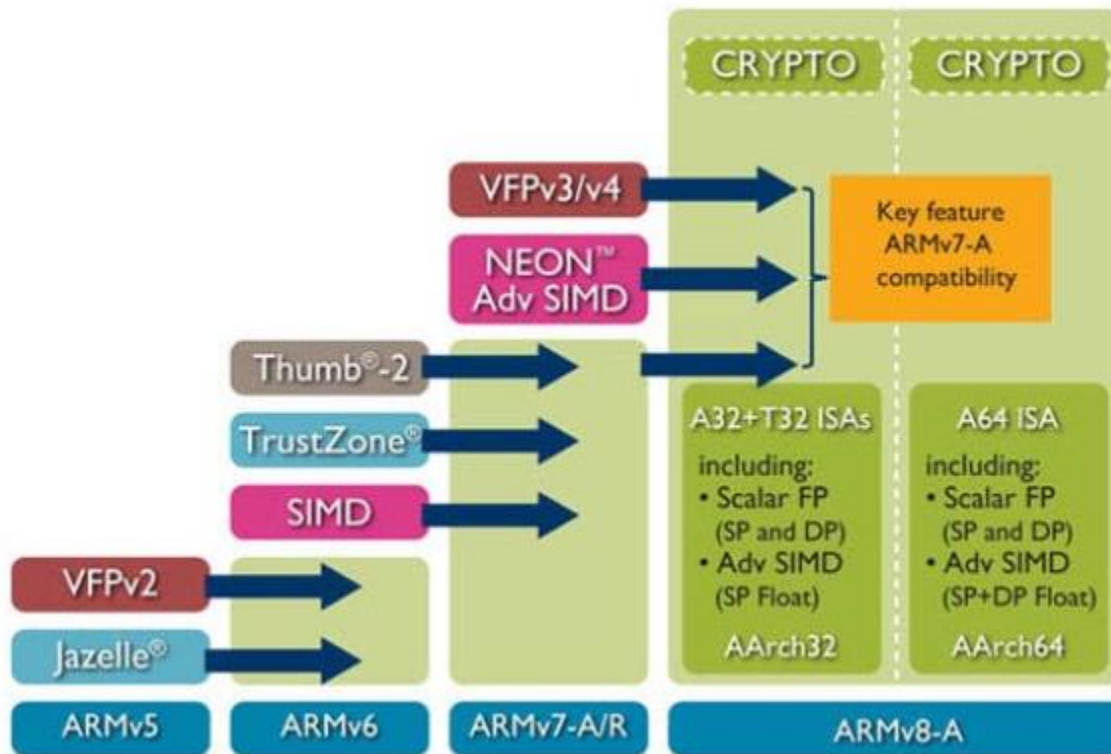 CRYPTO
CRYPTO
VFPv3/v4
Key feature
ARMv7-A
compatibility
NEON™
Adv SIMD
Thumb®-2
TrustZone®
SIMD
A32+T32 ISAs
including:
• Scalar FP
(SP and DP)
• Adv SIMD
(SP Float)
AArch32
A64 ISA
including:
• Scalar FP
(SP and DP)
• Adv SIMD
(SP+DP Float)
AArch64
VFPv2
Jazelle®
ARMv5
ARMv6
ARMv7-A/R
ARMv8-A